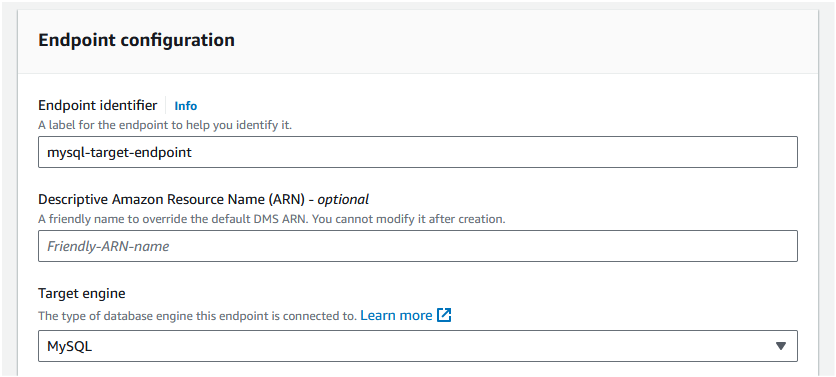 Endpoint configuration
Endpoint identifier Info
A label for the endpoint to help you identify it.
mysql-target-endpoint
Descriptive Amazon Resource Name (ARN) - optional
A friendly name to override the default DMS ARN. You cannot modify it after creation.
Friendly-ARN-name
Target engine
The type of database engine this endpoint is connected to. Learn more
MySQL